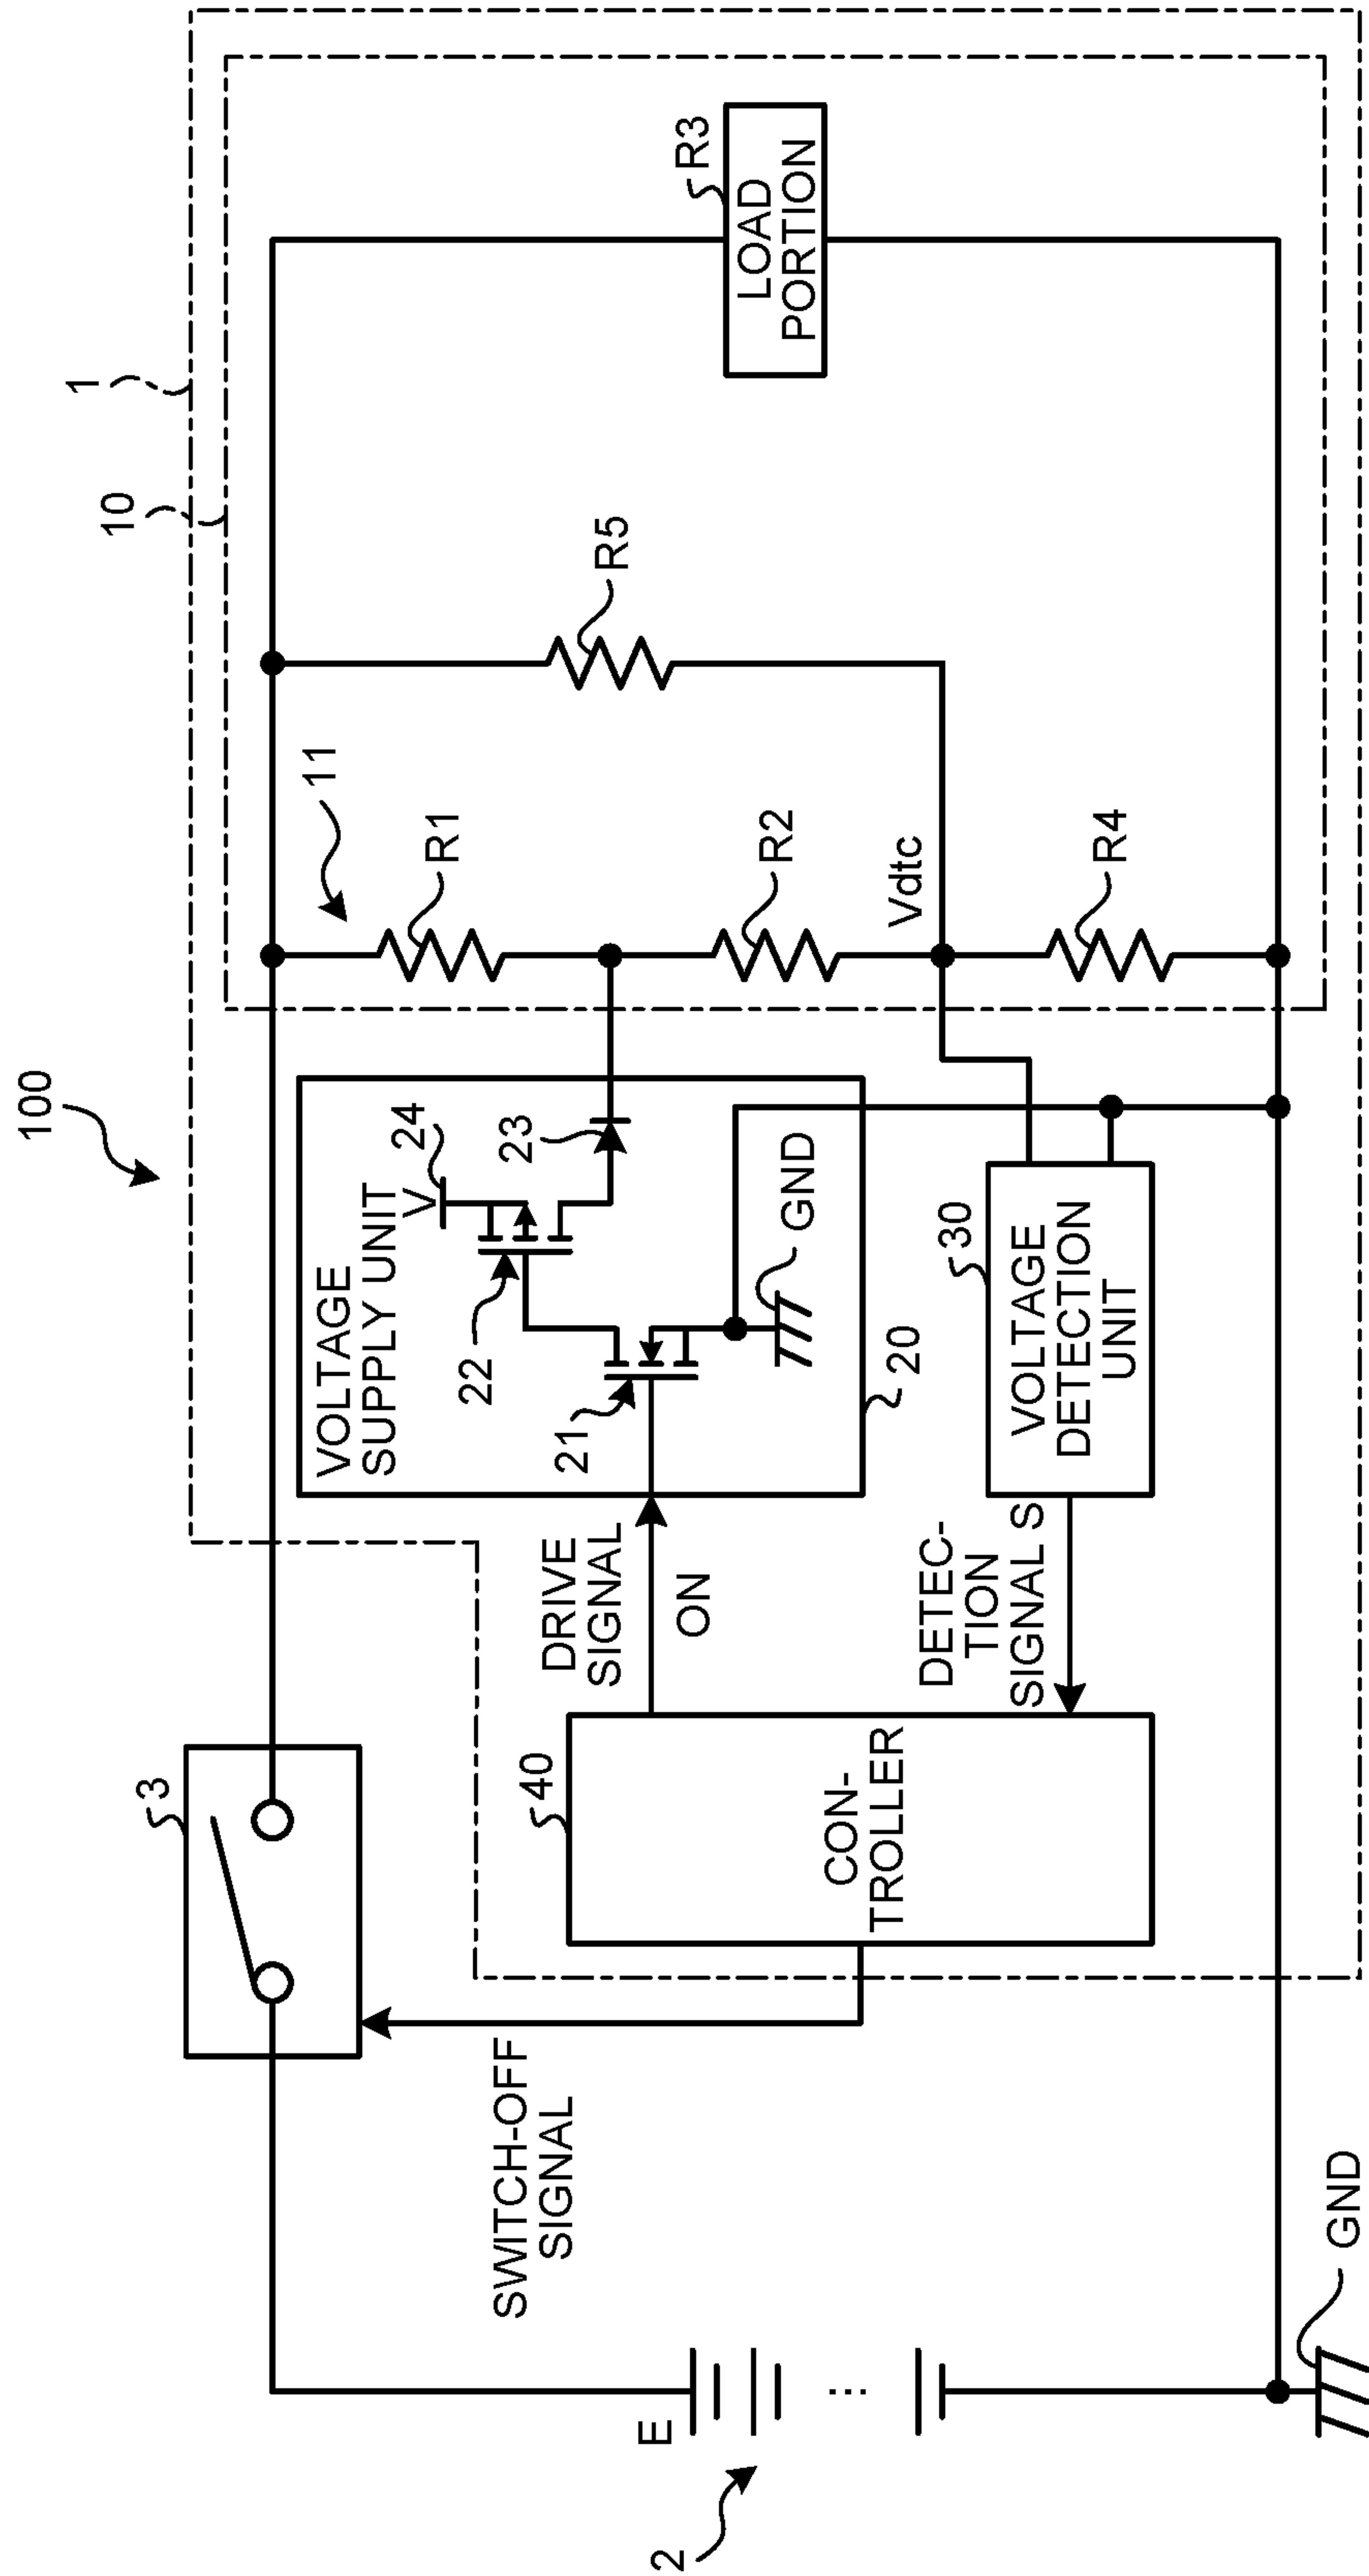 100
1
10
11
3
R1
R5
R3
LOAD
PORTION
R2
Vdtc
R4
VOLTAGE
SUPPLY UNIT
V
24
22
23
21
GND
20
DRIVE
SIGNAL
ON
30
VOLTAGE
DETECTION
UNIT
DETEC-
TION
SIGNAL S
40
CON-
TROLLER
SWITCH-OFF
SIGNAL
E
2
GND